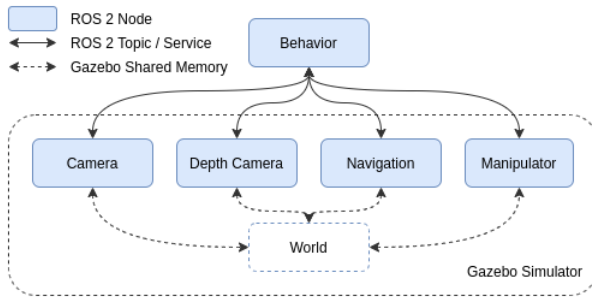 ROS 2 Node
ROS 2 Topic / Service
Gazebo Shared Memory
Behavior
Camera
Depth Camera
Navigation
Manipulator
World
Gazebo Simulator